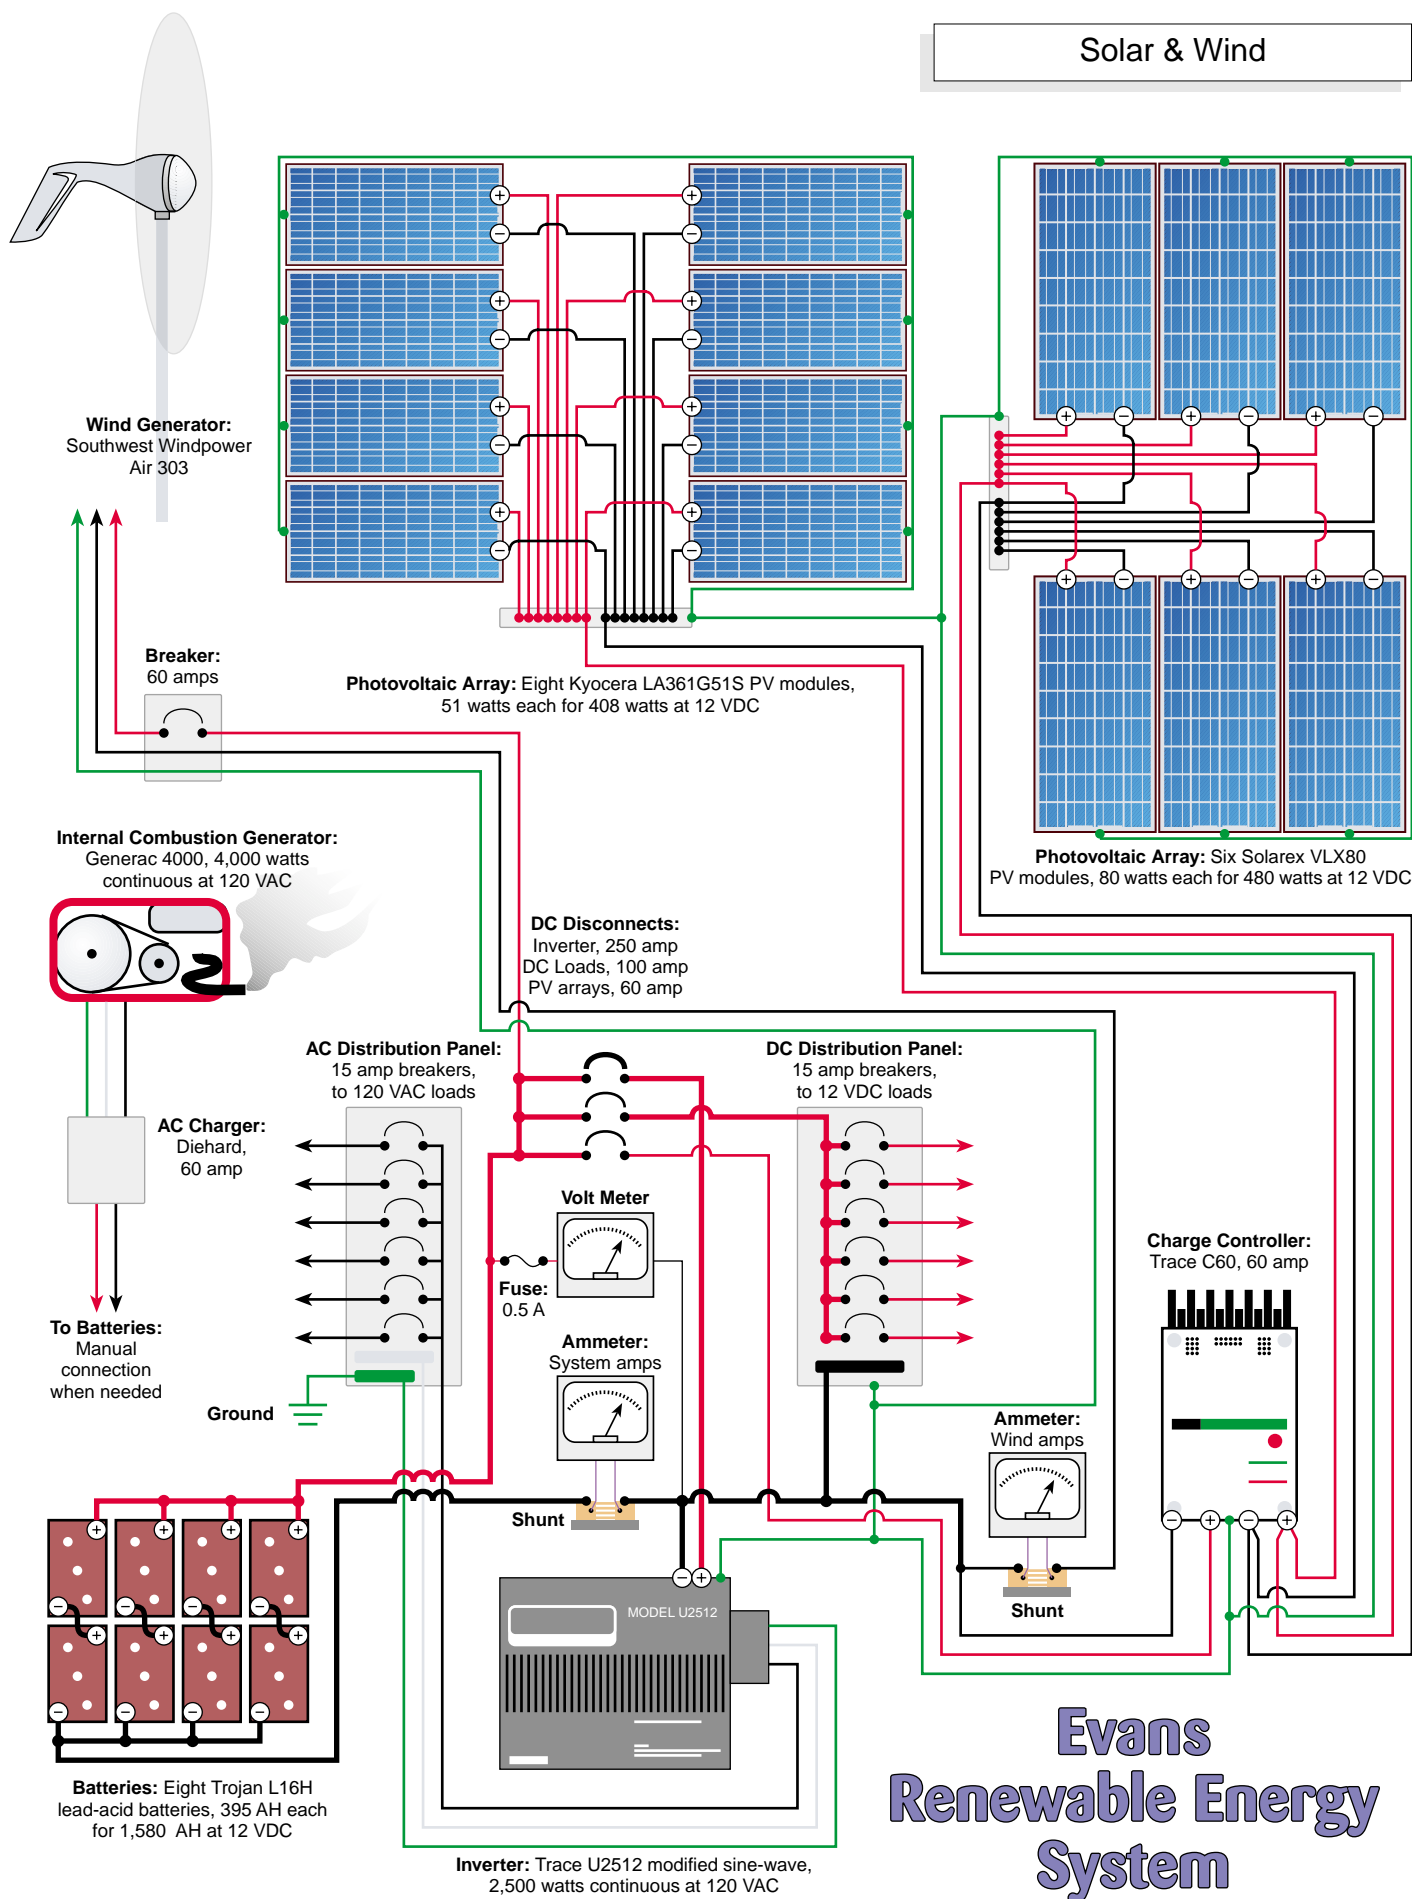 Solar & Wind
Wind Generator:
Southwest Windpower
Air 303
Breaker:
60 amps
Photovoltaic Array: Eight Kyocera LA361G51S PV modules,
51 watts each for 408 watts at 12 VDC
Photovoltaic Array: Six Solarex VLX80
PV modules, 80 watts each for 480 watts at 12 VDC
Internal Combustion Generator:
Generac 4000, 4,000 watts
continuous at 120 VAC
DC Disconnects:
Inverter, 250 amp
DC Loads, 100 amp
PV arrays, 60 amp
AC Distribution Panel:
15 amp breakers,
to 120 VAC loads
DC Distribution Panel:
15 amp breakers,
to 12 VDC loads
AC Charger:
Diehard,
60 amp
Volt Meter
Fuse:
0.5 A
Charge Controller:
Trace C60, 60 amp
To Batteries:
Manual
connection
when needed
Ammeter:
System amps
Ground
Ammeter:
Wind amps
Shunt
Shunt
MODEL U2512
Batteries: Eight Trojan L16H
lead-acid batteries, 395 AH each
for 1,580 AH at 12 VDC
Inverter: Trace U2512 modified sine-wave,
2,500 watts continuous at 120 VAC
Evans
Renewable Energy
System